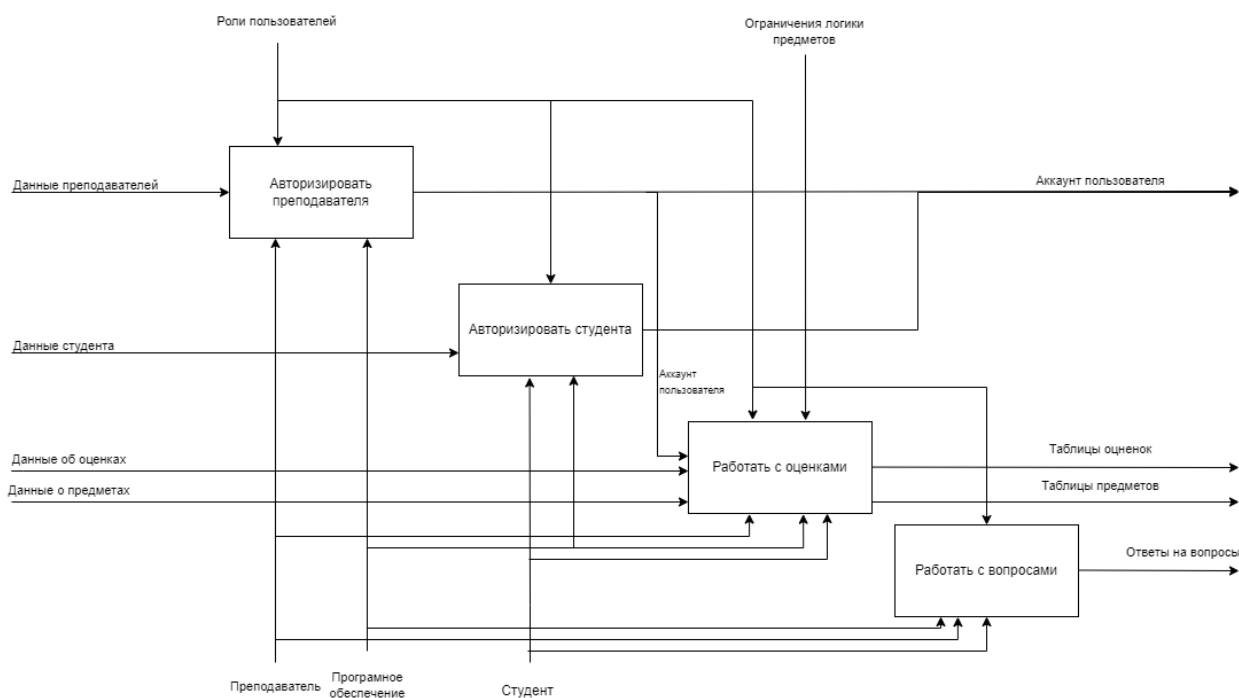 Роли пользователей
Ограничения логики
предметов
Данные преподавателей
Авторизировать
преподавателя
Аккаунт пользователя
Данные студента
Авторизировать студента
Аккаунт
пользователя
Данные об оценках
Работать с оценками
Таблицы оцненок
Данные о предметах
Таблицы предметов
Работать с вопросами
Ответы на вопросы
Преподаватель
Програмное
обеспечение
Студент